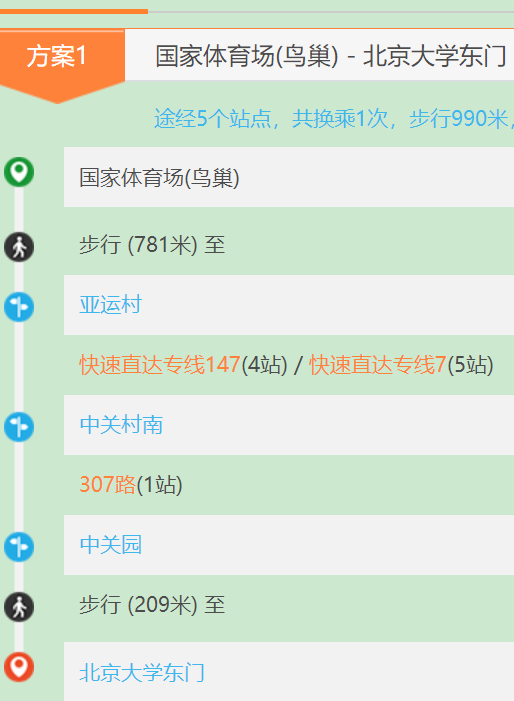 方案1
国家体育场(鸟巢) - 北京大学东门
途经5个站点，共换乘1次，步行990米，
国家体育场(鸟巢)
步行 (781米) 至
亚运村
快速直达专线147(4站) / 快速直达专线7(5站)
中关村南
307路(1站)
中关园
步行 (209米) 至
北京大学东门